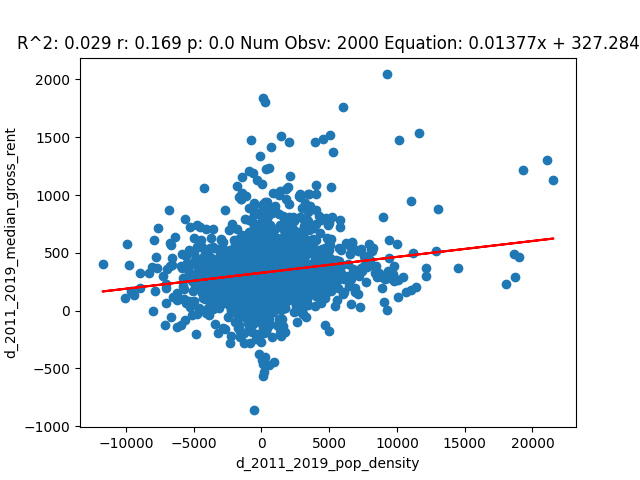 R^2: 0.029 r: 0.169 p: 0.0 Num Obsv: 2000 Equation: 0.01377x + 327.284
2000
1500
1000
500
0
−500
−1000
d_2011_2019_median_gross_rent
−10000 −5000 0 5000 10000 15000 20000
d_2011_2019_pop_density